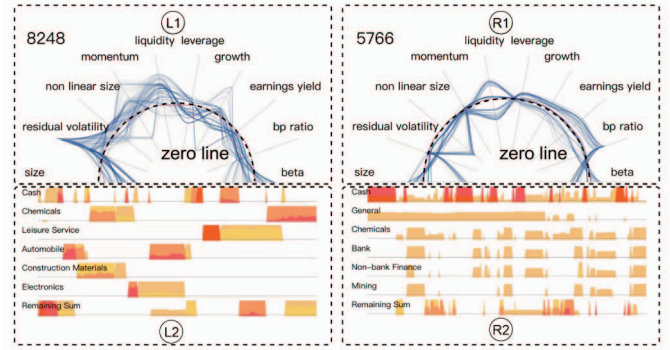 L1
8248
liquidity leverage
momentum
growth
non linear size
earnings yield
residual volatility
bp ratio
zero line
size
beta
Cash
Chemicals
Leisure Service
Automobile
Construction Materials
Electronics
Remaining Sum
L2
R1
5766
liquidity leverage
momentum
growth
non linear size
earnings yield
residual volatility
bp ratio
zero line
size
beta
Cash
General
Chemicals
Bank
Non-bank Finance
Mining
Remaining Sum
R2